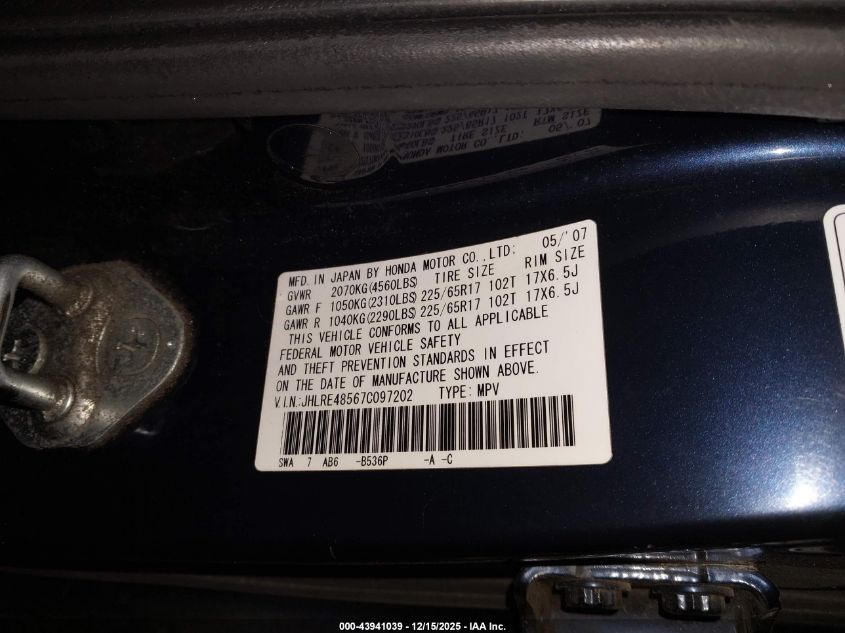 MFD. IN JAPAN BY HONDA MOTOR CO.,LTD: 05/'07
GVWR 2070KG(4560LBS) TIRE SIZE RIM SIZE
GAWR F 1050KG(2310LBS) 225/65R17 102T 17X6.5J
GAWR R 1040KG(2290LBS) 225/65R17 102T 17X6.5J
THIS VEHICLE CONFORMS TO ALL APPLICABLE
FEDERAL MOTOR VEHICLE SAFETY
AND THEFT PREVENTION STANDARDS IN EFFECT
ON THE DATE OF MANUFACTURE SHOWN ABOVE.
V.I.N.:JHLRE48567C097202 TYPE: MPV
SWA 7 AB6 -B536P -A -C
000-43941039 - 12/15/2025 - IAA Inc.